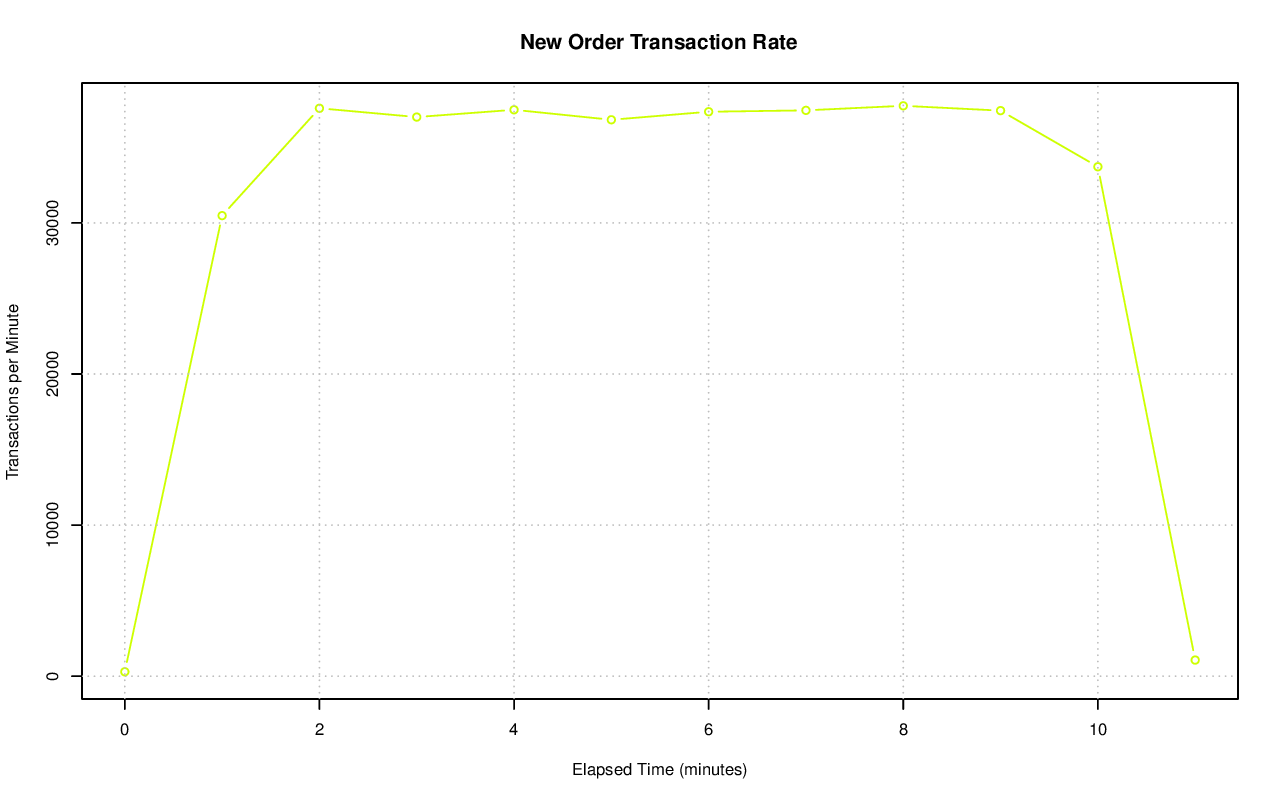 New Order Transaction Rate
Transactions per Minute
30000
20000
10000
0
0 2 4 6 8 10
Elapsed Time (minutes)